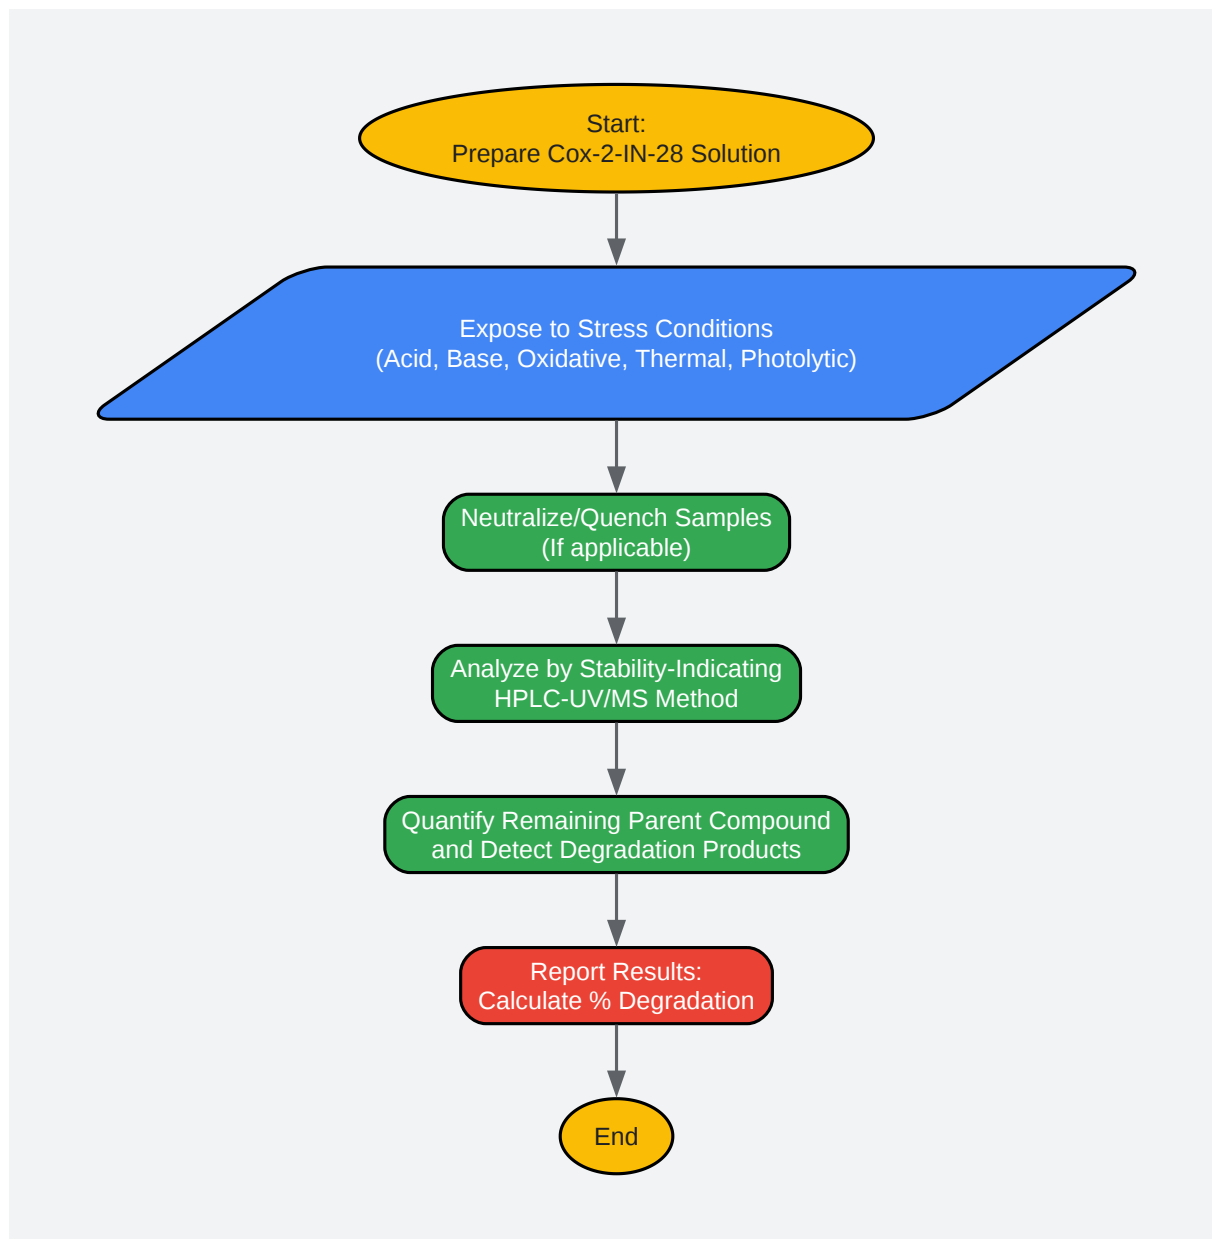 Start:
Prepare Cox-2-IN-28 Solution
Expose to Stress Conditions
(Acid, Base, Oxidative, Thermal, Photolytic)
Neutralize/Quench Samples
(If applicable)
Analyze by Stability-Indicating
HPLC-UV/MS Method
Quantify Remaining Parent Compound
and Detect Degradation Products
Report Results:
Calculate % Degradation
End